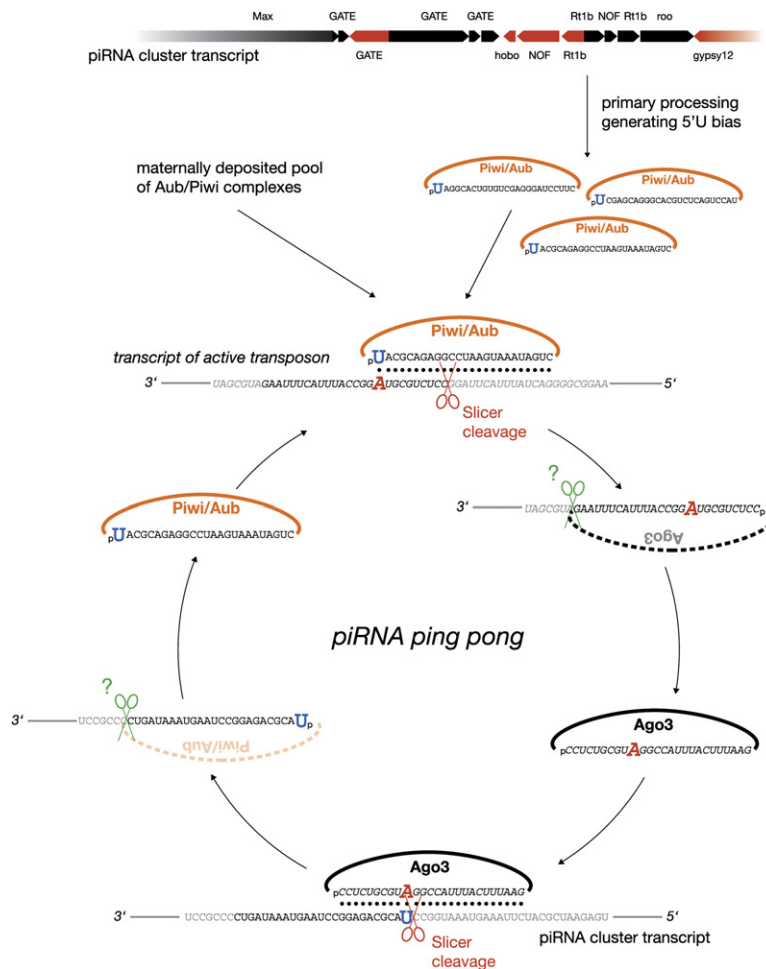 Max GATE GATE GATE Rt1b NOF Rt1b roo
piRNA cluster transcript
GATE hobo NOF Rt1b gypsy12
primary processing
generating 5'U bias
maternally deposited pool
of Aub/Piwi complexes
Piwi/Aub
pUAGGCACUGUGUCGAGGGAUCCUUC
Piwi/Aub
pUCGAGCAGGGCACGUCUCAGUCCAU
Piwi/Aub
pUACGCAGAGGCCUAAGUAAAUAGUC
Piwi/Aub
pUACGCAGAGGCCUAAGUAAAUAGUC
transcript of active transposon
3' UAGCGUAGAAUUUCAUUUACCGGAUGCGUCUCCGGAUUCAUUUAUCAGGGGCGGAA 5'
Slicer
cleavage
?
3' UAGCGUAGAAUUUCAUUUACCGGAUGCGUCUCCp
Ago3
Piwi/Aub
pUACGCAGAGGCCUAAGUAAAUAGUC
piRNA ping pong
?
3' UCCGCCCCUGAUAAAUGAAUCCGGAGACGCAUp
Piwi/Aub
Ago3
pCCUCUGCGUAGGCCAUUUACUUUAAG
Ago3
pCCUCUGCGUAGGCCAUUUACUUUAAG
3' UCCGCCCCUGAUAAAUGAAUCCGGAGACGCAUCCGGUAAAUGAAAUUCUACGCUAAGAGU 5'
Slicer
cleavage
piRNA cluster transcript